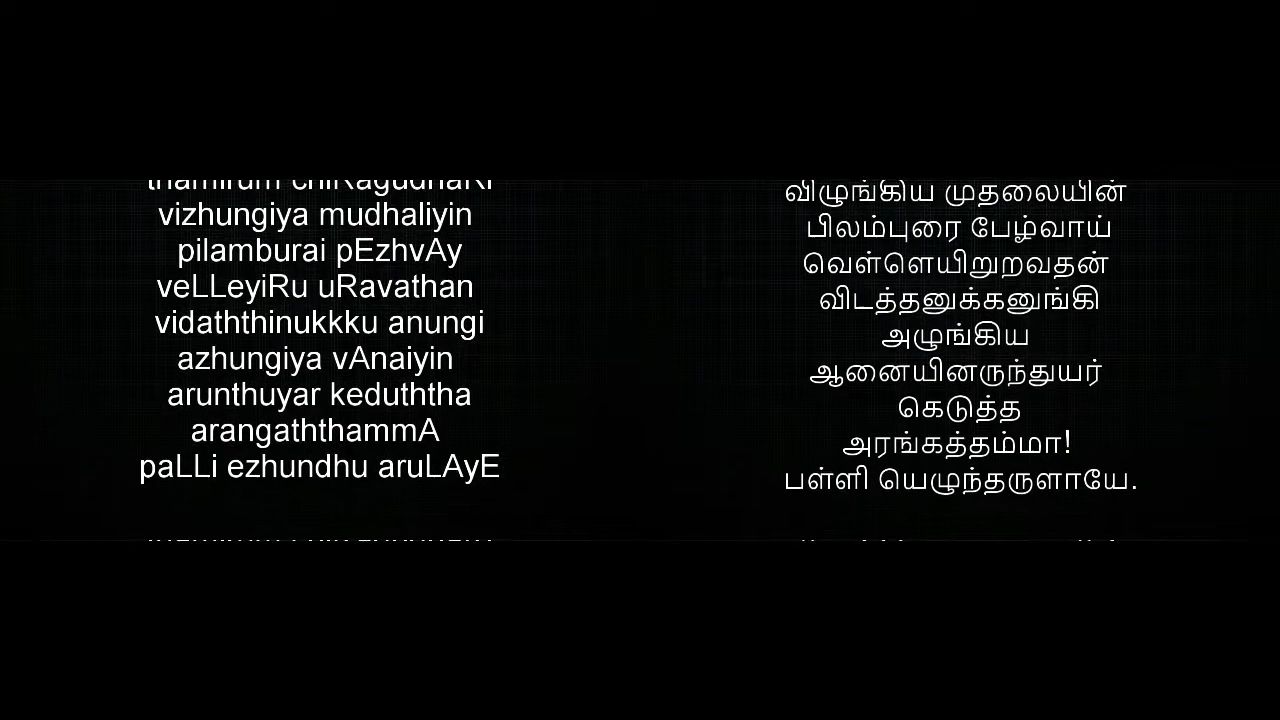 vizhungiya mudhaliyin
pilamburai pEzhvAy
veLLeyiRu uRavathan
vidaththinukkku anungi
azhungiya vAnaiyin
arunthuyar keduththa
arangaththammA
paLLi ezhundhu aruLAyE
விழுங்கிய முதலையின்
பிலம்புரை பேழ்வாய்
வெள்ளெயிறுறவதன்
விடத்தனுக்கனுங்கி
அழுங்கிய
ஆனையினருந்துயர்
கெடுத்த
அரங்கத்தம்மா!
பள்ளி யெழுந்தருளாயே.